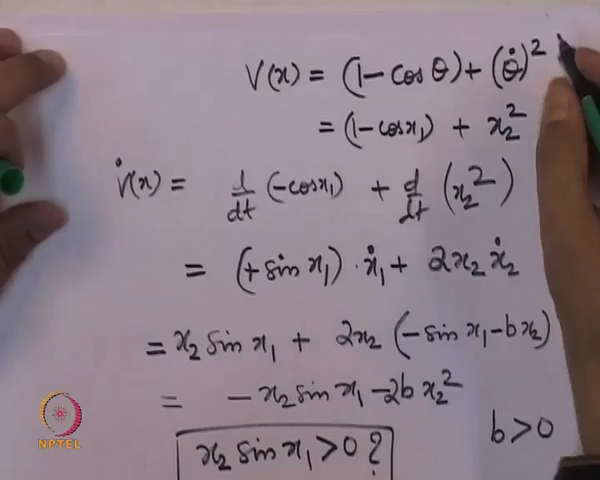 V(x) = (1 - cos θ) + (θ̇)²
= (1 - cos x₁) + x₂²
V̇(x) = d/dt (-cos x₁) + d/dt (x₂²)
= (+ sin x₁) · ẋ₁ + 2x₂ ẋ₂
= x₂ sin x₁ + 2x₂ (- sin x₁ - b x₂)
= - x₂ sin x₁ - 2b x₂²
b > 0
x₂ sin x₁ > 0 ?
NPTEL